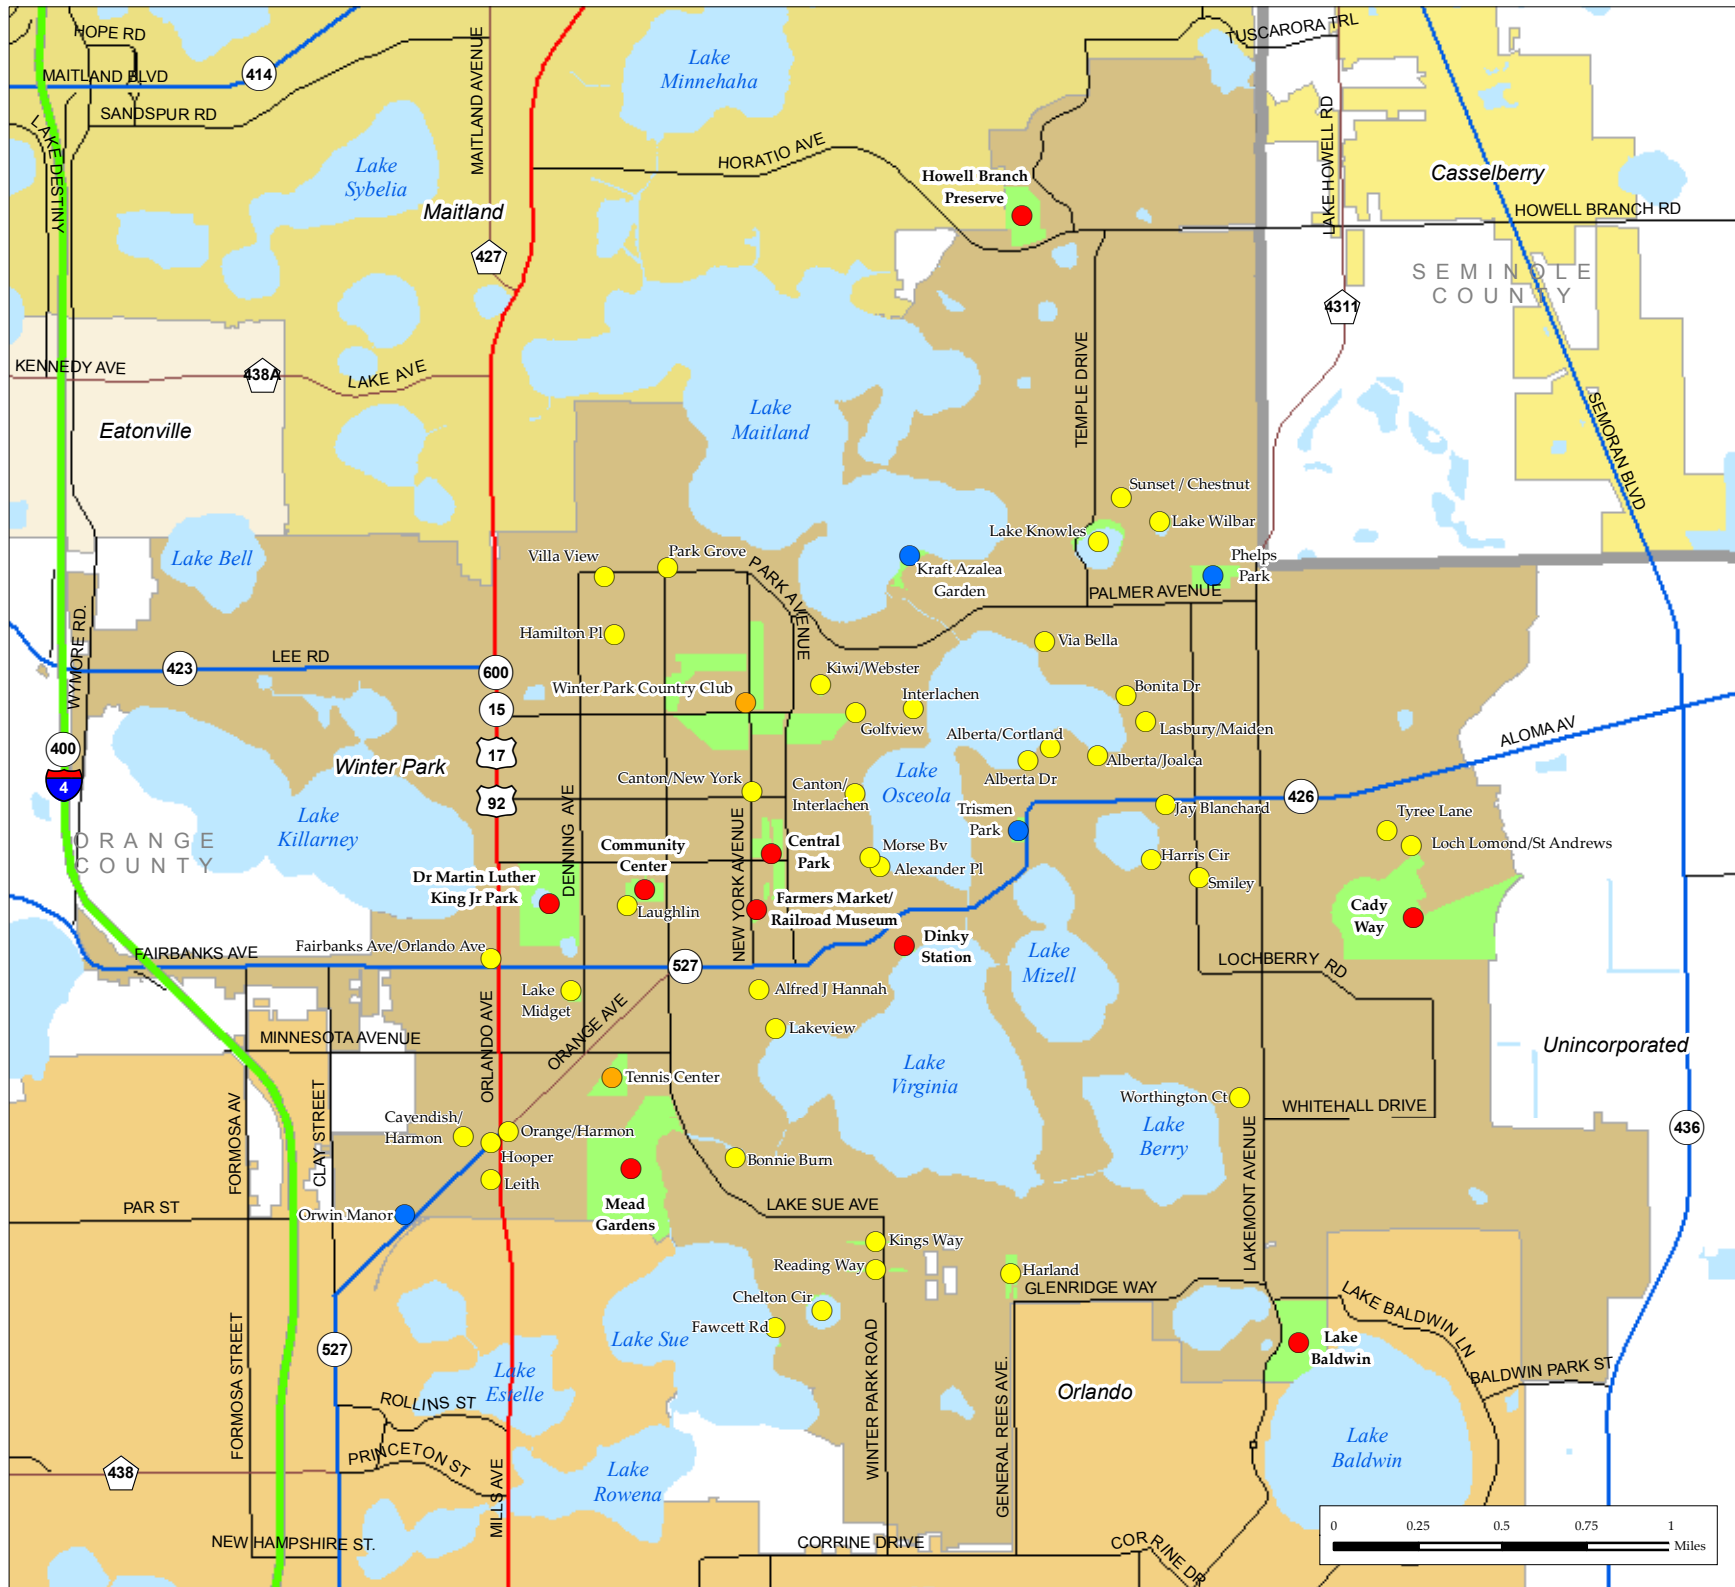 HOPE RD
MAITLAND BLVD
414
SANDSPUR RD
LAKE DESTINY
MAITLAND AVENUE
Lake
Minnehaha
TUSCARORA TRL
LAKE HOWELL RD
Lake
Sybelia
HORATIO AVE
Howell Branch
Preserve
Casselberry
HOWELL BRANCH RD
Maitland
427
SEMINOLE
COUNTY
4311
KENNEDY AVE
438A
LAKE AVE
TEMPLE DRIVE
Eatonville
Lake
Maitland
SEMORAN BLVD
Sunset / Chestnut
Lake Wilbar
Lake Knowles
Lake Bell
Villa View
Park Grove
PARK AVENUE
Kraft Azalea
Garden
Phelps
Park
PALMER AVENUE
WYMORE RD.
Hamilton Pl
Via Bella
423
LEE RD
600
15
17
92
Kiwi/Webster
Winter Park Country Club
Interlachen
Golfview
Bonita Dr
Lasbury/Maiden
ALOMA AV
400
4
Winter Park
Alberta/Cortland
Alberta Dr
Alberta/Joalca
Canton/New York
Canton/
Interlachen
Lake
Osceola
426
Lake
Killarney
DENNING AVE
NEW YORK AVENUE
Trismen
Park
Jay Blanchard
Tyree Lane
Loch Lomond/St Andrews
ORANGE
COUNTY
Community
Center
Central
Park
Morse Bv
Alexander Pl
Harris Cir
Smiley
Dr Martin Luther
King Jr Park
Laughlin
Farmers Market/
Railroad Museum
Cady
Way
Dinky
Station
FAIRBANKS AVE
Fairbanks Ave/Orlando Ave
527
Lake
Mizell
LOCHBERRY RD
Lake
Midget
Alfred J Hannah
ORLANDO AVE
ORANGE AVE
Lakeview
MINNESOTA AVENUE
Unincorporated
Lake
Virginia
Tennis Center
FORMOSA AV
CLAY STREET
Worthington Ct
WHITEHALL DRIVE
436
Cavendish/
Harmon
Orange/Harmon
Hooper
Leith
Bonnie Burn
Lake
Berry
LAKEMONT AVENUE
PAR ST
Orwin Manor
Mead
Gardens
LAKE SUE AVE
Kings Way
Reading Way
Harland
GLENRIDGE WAY
Chelton Cir
Fawcett Rd
Lake Sue
LAKE BALDWIN LN
Lake
Baldwin
FORMOSA STREET
527
Lake
Estelle
WINTER PARK ROAD
GENERAL REES AVE.
Orlando
BALDWIN PARK ST
ROLLINS ST
PRINCETON ST
438
Lake
Baldwin
Lake
Rowena
MILLS AVE
NEW HAMPSHIRE ST.
CORRINE DRIVE
CORRINE DR
0 0.25 0.5 0.75 1
Miles